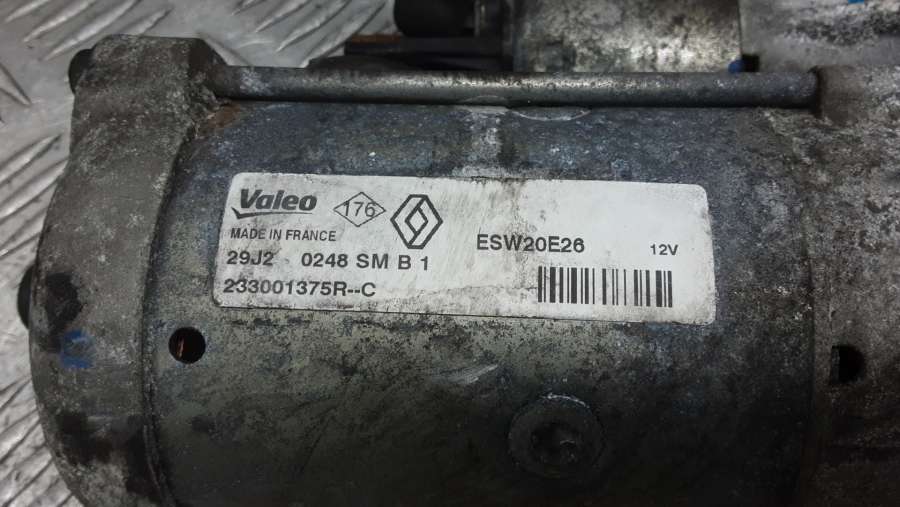 Valeo 176
MADE IN FRANCE
ESW20E26 12V
29J2 0248 SM B 1
233001375R--C